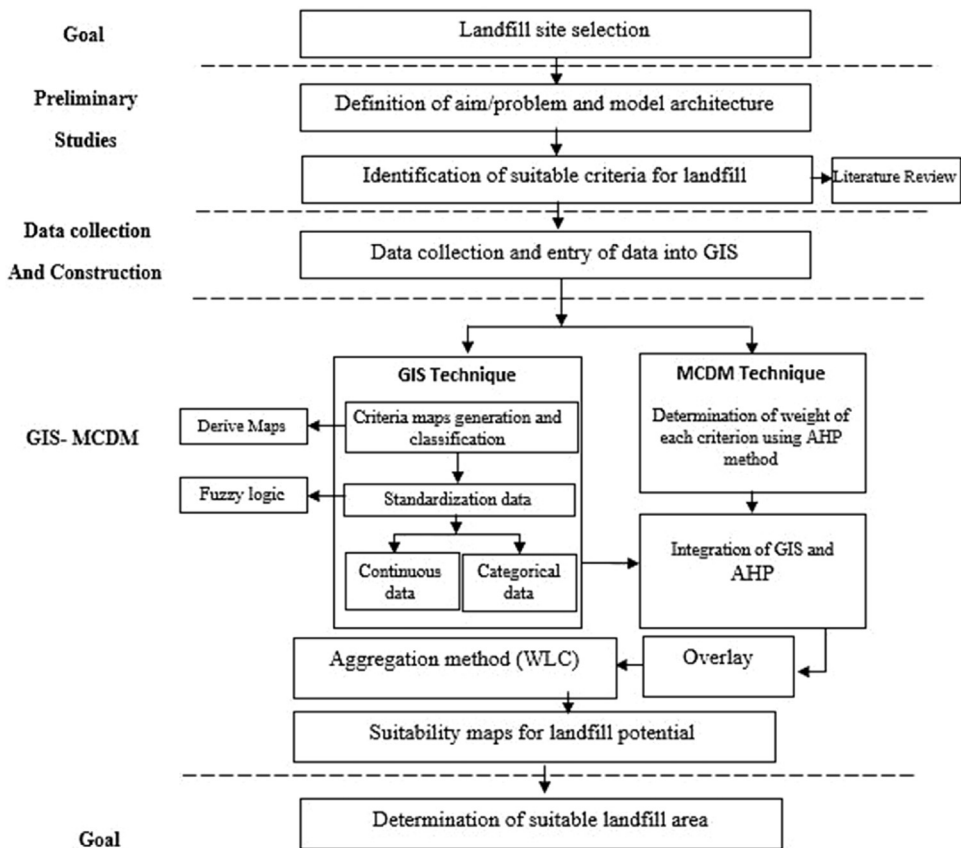 Goal
Landfill site selection
Preliminary
Studies
Definition of aim/problem and model architecture
Identification of suitable criteria for landfill
Literature Review
Data collection
And Construction
Data collection and entry of data into GIS
GIS- MCDM
GIS Technique
Criteria maps generation and
classification
Derive Maps
Standardization data
Fuzzy logic
Continuous
data
Categorical
data
MCDM Technique
Determination of weight of
each criterion using AHP
method
Integration of GIS and
AHP
Overlay
Aggregation method (WLC)
Suitability maps for landfill potential
Goal
Determination of suitable landfill area